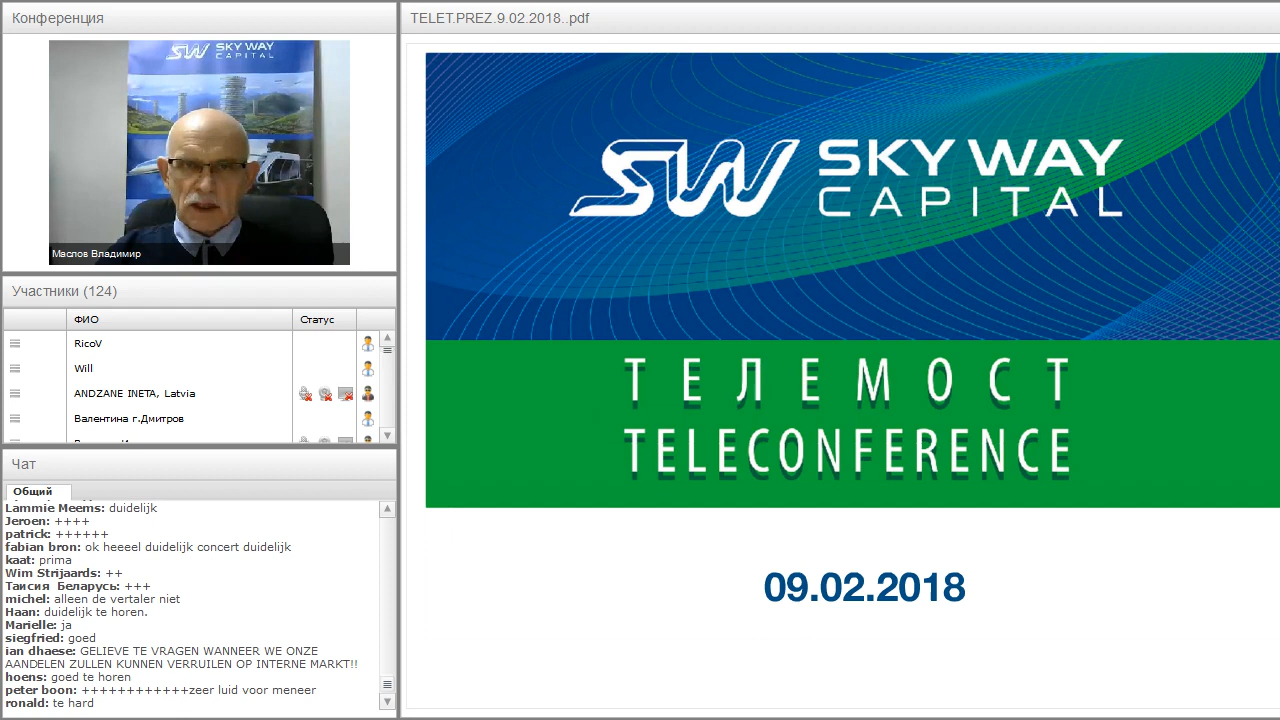 Конференция
SKY WAY
CAPITAL
Маслов Владимир
Участники (124)
ФИО
Статус
RicoV
Will
ANDZANE INETA, Latvia
Валентина г.Дмитров
Чат
Общий
Lammie Meems: duidelijk
Jeroen: ++++
patrick: ++++++
fabian bron: ok heeeel duidelijk concert duidelijk
kaat: prima
Wim Strijaards: ++
Таисия Беларусь: +++
michel: alleen de vertaler niet
Haan: duidelijk te horen.
Marielle: ja
siegfried: goed
ian dhaese: GELIEVE TE VRAGEN WANNEER WE ONZE
AANDELEN ZULLEN KUNNEN VERRUILEN OP INTERNE MARKT!!
hoens: goed te horen
peter boon: ++++++++++++zeer luid voor meneer
ronald: te hard
TELET.PREZ.9.02.2018..pdf
SW SKY WAY
CAPITAL
ТЕЛЕМОСТ
TELECONFERENCE
09.02.2018